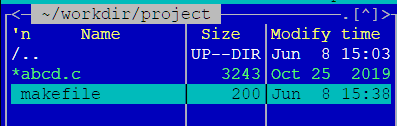 <— ~/workdir/project —.[^]>
'n Name Size Modify time
/.. UP--DIR Jun 8 15:03
*abcd.c 3243 Oct 25 2019
makefile 200 Jun 8 15:38